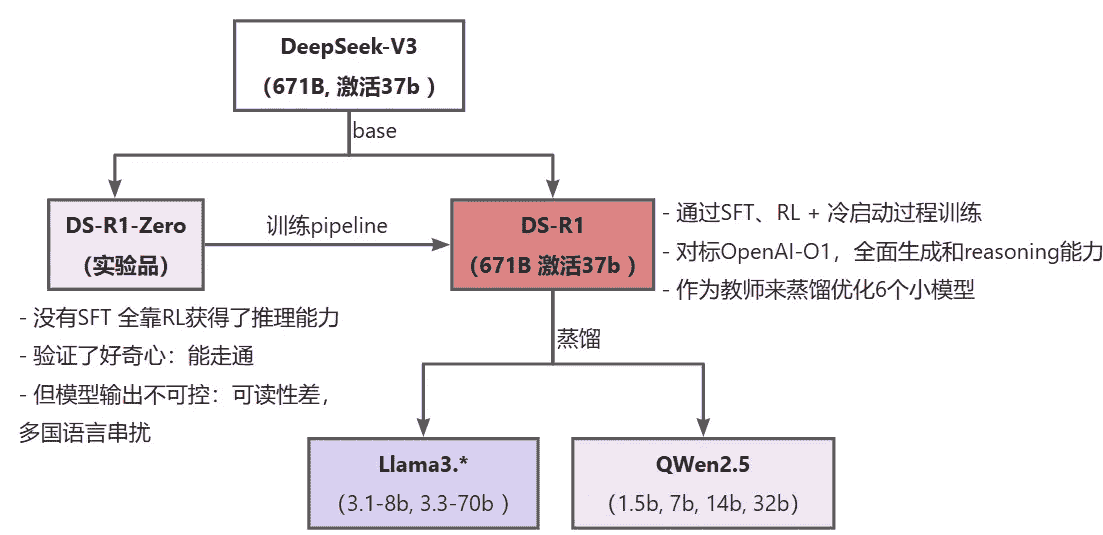 DeepSeek-V3
（671B, 激活37b ）
base
DS-R1-Zero
（实验品）
训练pipeline
DS-R1
（671B 激活37b ）
- 通过SFT、RL + 冷启动过程训练
- 对标OpenAI-O1，全面生成和reasoning能力
- 作为教师来蒸馏优化6个小模型
- 没有SFT 全靠RL获得了推理能力
- 验证了好奇心：能走通
- 但模型输出不可控：可读性差，
多国语言串扰
蒸馏
Llama3.*
（3.1-8b, 3.3-70b ）
QWen2.5
（1.5b, 7b, 14b, 32b）